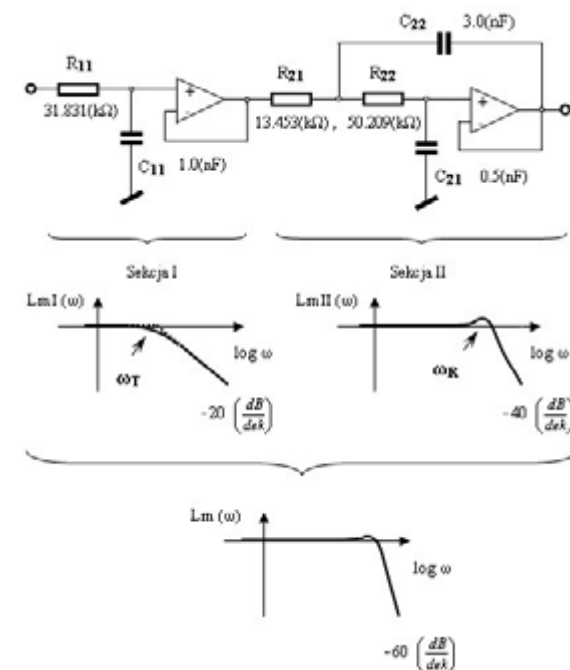 C22 3.0(nF)
R11 R21 R22
31.831(kΩ) 13.453(kΩ) , 50.209(kΩ)
C11 1.0(nF) C21 0.5(nF)
Sekcja I Sekcja II
LmI (ω) LmII (ω)
log ω log ω
ωT ωR
-20 (dB/dek) -40 (dB/dek)
Lm (ω)
log ω
-60 (dB/dek)